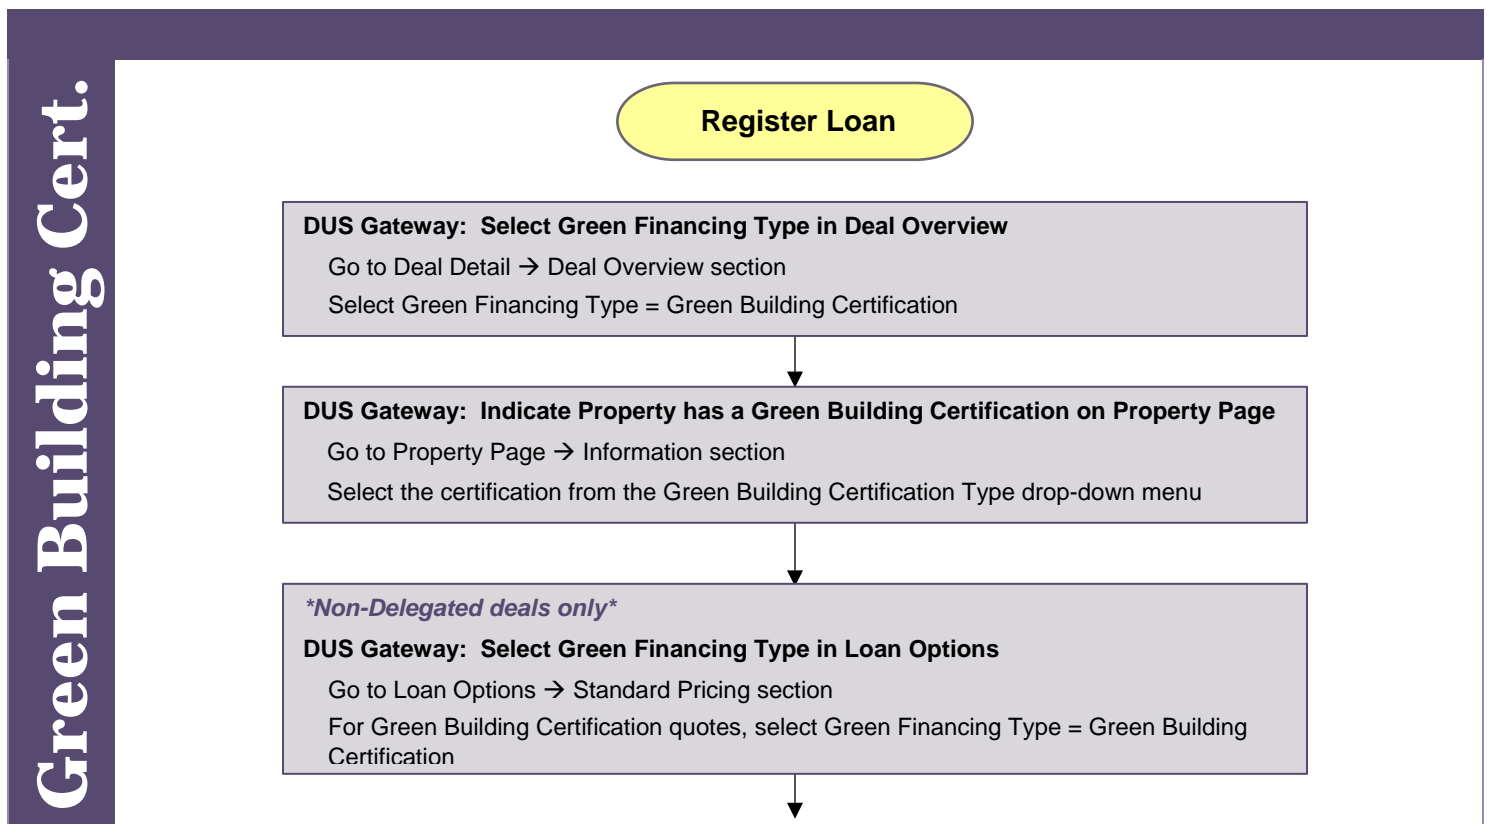 Green Building Cert.
Register Loan
DUS Gateway:  Select Green Financing Type in Deal Overview
Go to Deal Detail → Deal Overview section
Select Green Financing Type = Green Building Certification
DUS Gateway:  Indicate Property has a Green Building Certification on Property Page
Go to Property Page → Information section
Select the certification from the Green Building Certification Type drop-down menu
*Non-Delegated deals only*
DUS Gateway:  Select Green Financing Type in Loan Options
Go to Loan Options → Standard Pricing section
For Green Building Certification quotes, select Green Financing Type = Green Building
Certification